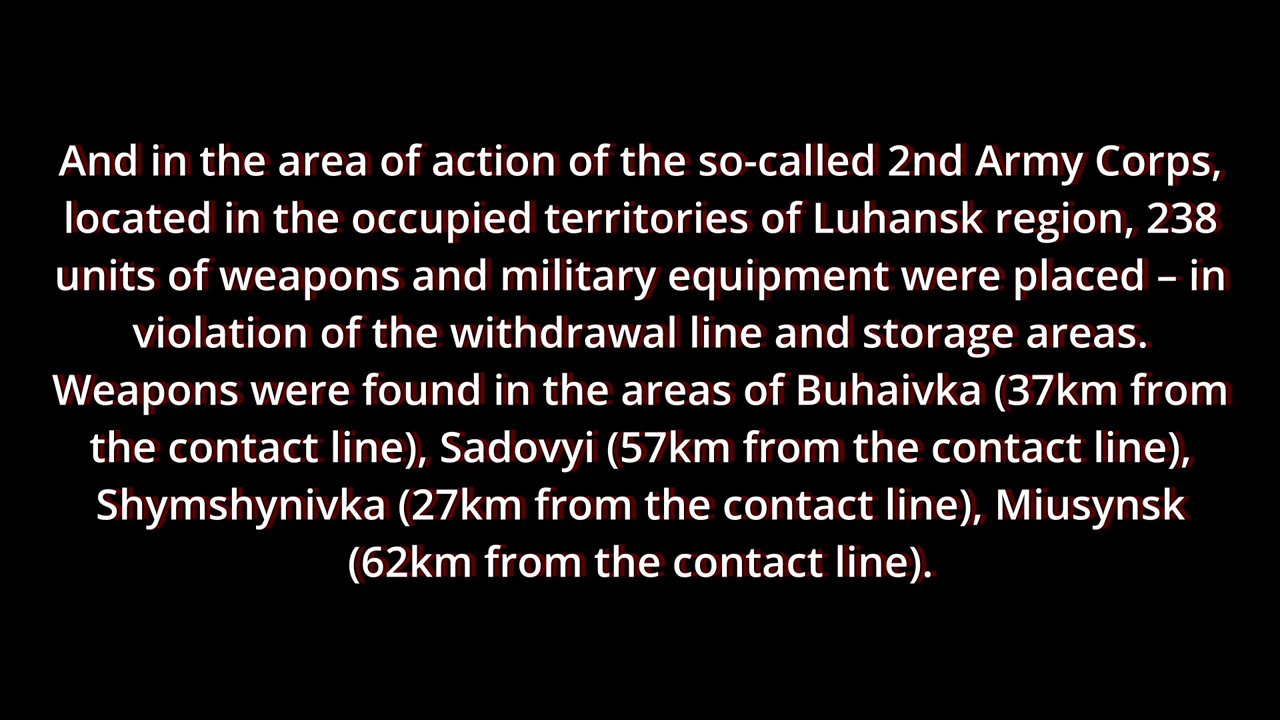 And in the area of action of the so-called 2nd Army Corps,
located in the occupied territories of Luhansk region, 238
units of weapons and military equipment were placed – in
violation of the withdrawal line and storage areas.
Weapons were found in the areas of Buhaivka (37km from
the contact line), Sadovyi (57km from the contact line),
Shymshynivka (27km from the contact line), Miusynsk
(62km from the contact line).